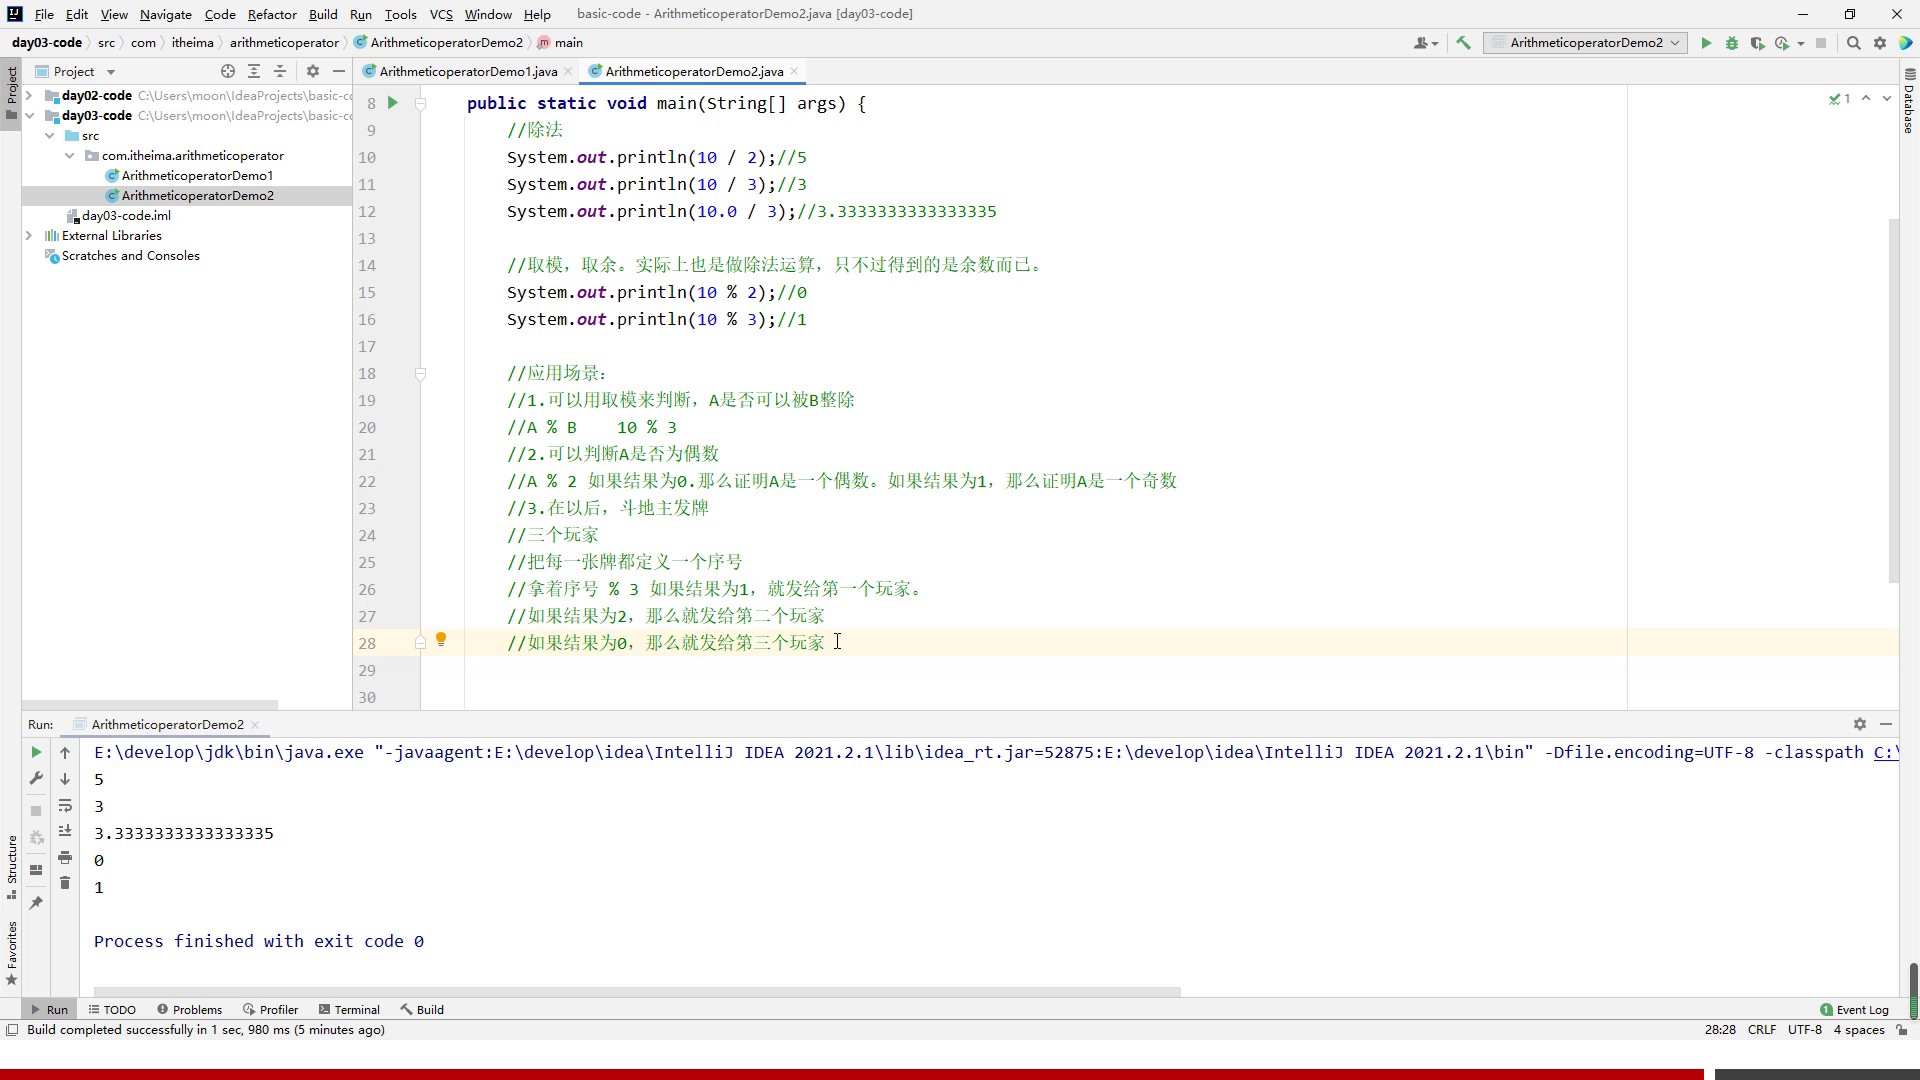 File Edit View Navigate Code Refactor Build Run Tools VCS Window Help basic-code - ArithmeticoperatorDemo2.java [day03-code]
day03-code src com itheima arithmeticoperator ArithmeticoperatorDemo2 main ArithmeticoperatorDemo2
Project ArithmeticoperatorDemo1.java ArithmeticoperatorDemo2.java
Project
day02-code C:\Users\moon\IdeaProjects\basic-cc
day03-code C:\Users\moon\IdeaProjects\basic-cc
src
com.itheima.arithmeticoperator
ArithmeticoperatorDemo1
ArithmeticoperatorDemo2
day03-code.iml
External Libraries
Scratches and Consoles
8 public static void main(String[] args) {
9 //除法
10 System.out.println(10 / 2);//5
11 System.out.println(10 / 3);//3
12 System.out.println(10.0 / 3);//3.3333333333333335
13
14 //取模，取余。实际上也是做除法运算，只不过得到的是余数而已。
15 System.out.println(10 % 2);//0
16 System.out.println(10 % 3);//1
17
18 //应用场景：
19 //1.可以用取模来判断，A是否可以被B整除
20 //A % B    10 % 3
21 //2.可以判断A是否为偶数
22 //A % 2 如果结果为0.那么证明A是一个偶数。如果结果为1，那么证明A是一个奇数
23 //3.在以后，斗地主发牌
24 //三个玩家
25 //把每一张牌都定义一个序号
26 //拿着序号 % 3 如果结果为1，就发给第一个玩家。
27 //如果结果为2，那么就发给第二个玩家
28 //如果结果为0，那么就发给第三个玩家
29
30
1
Database
Run: ArithmeticoperatorDemo2
E:\develop\jdk\bin\java.exe "-javaagent:E:\develop\idea\IntelliJ IDEA 2021.2.1\lib\idea_rt.jar=52875:E:\develop\idea\IntelliJ IDEA 2021.2.1\bin" -Dfile.encoding=UTF-8 -classpath C:\
5
3
3.3333333333333335
0
1
Process finished with exit code 0
Structure
Favorites
Run TODO Problems Profiler Terminal Build 1 Event Log
Build completed successfully in 1 sec, 980 ms (5 minutes ago) 28:28 CRLF UTF-8 4 spaces